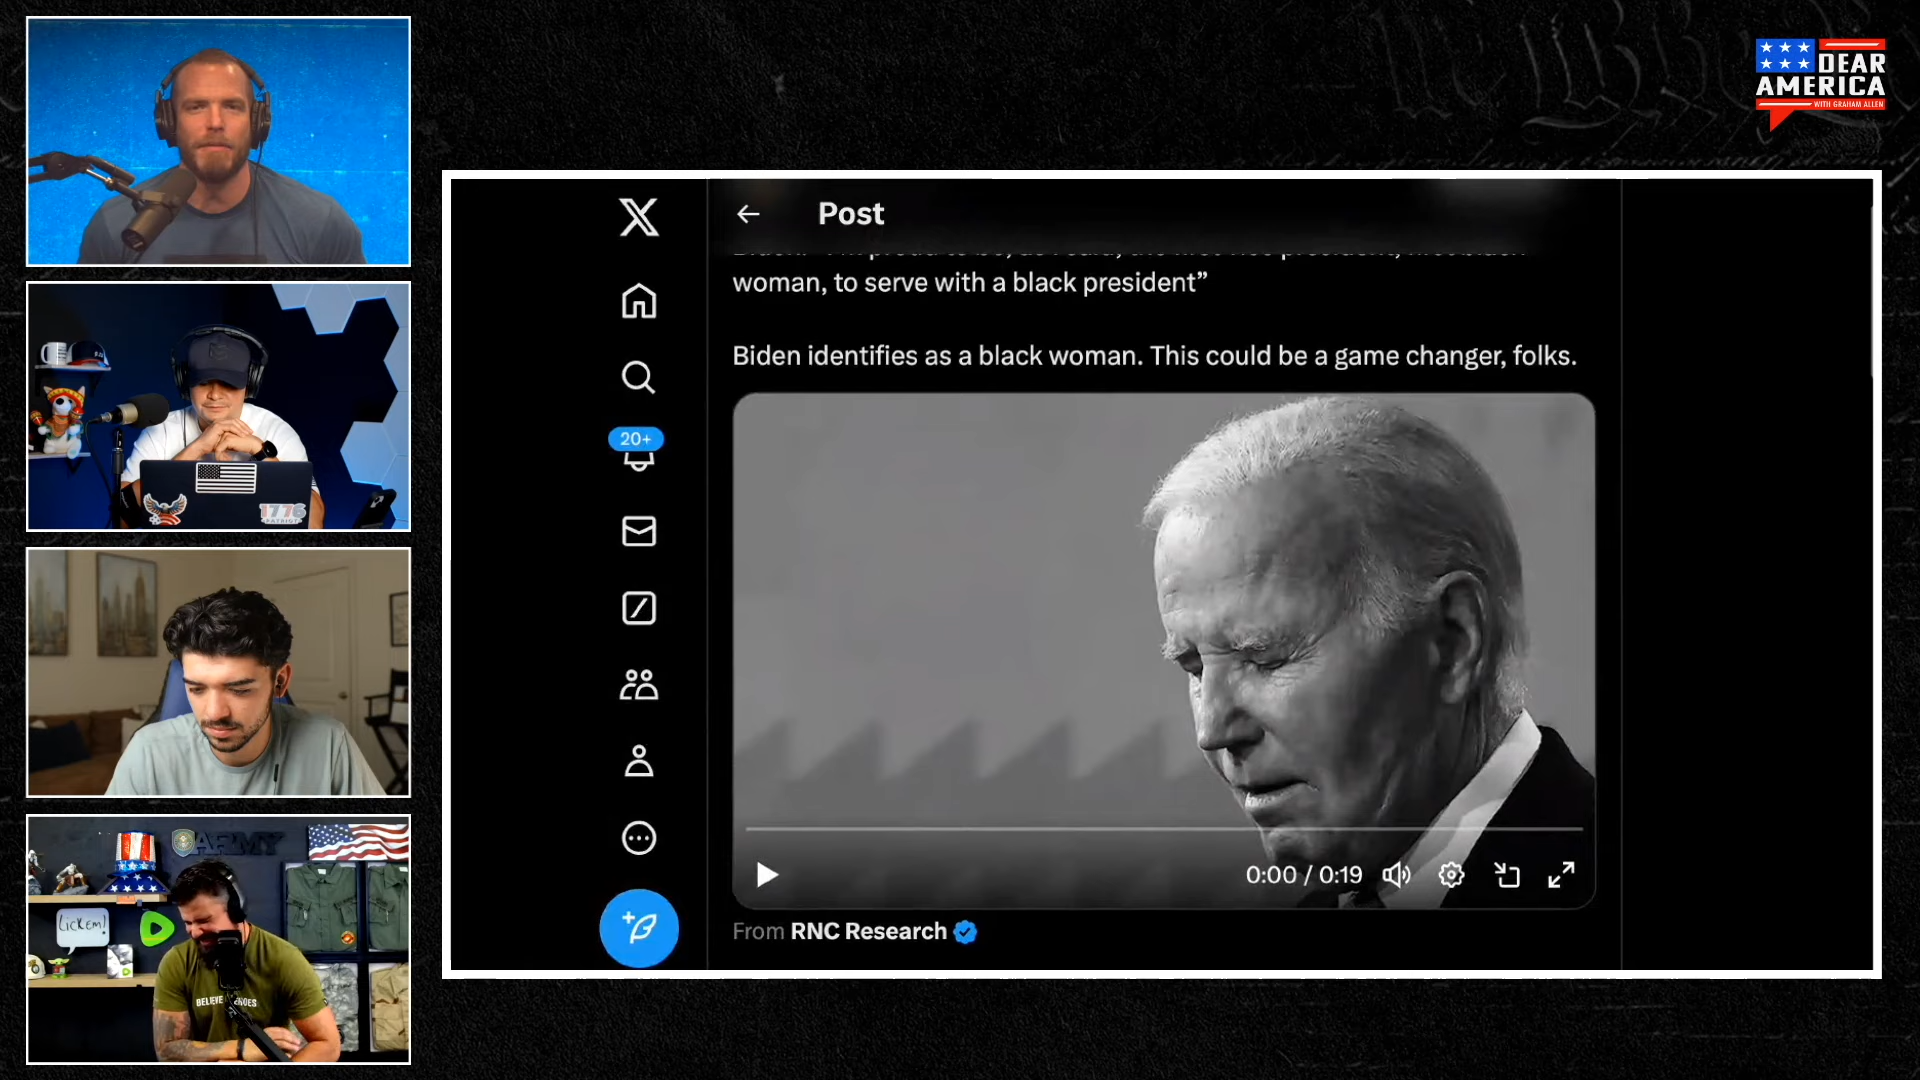 DEAR
AMERICA
WITH GRAHAM ALLEN
X
Post
woman, to serve with a black president”
Biden identifies as a black woman. This could be a game changer, folks.
20+
0:00 / 0:19
From RNC Research
1776
PATRIOT
ARMY
LICK EM!
BELIEVE